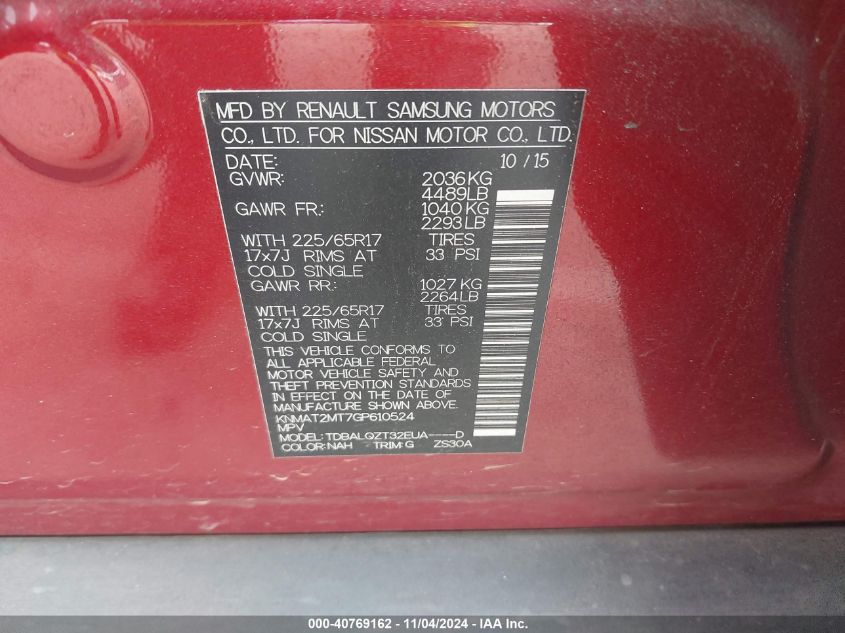 MFD BY RENAULT SAMSUNG MOTORS
CO., LTD. FOR NISSAN MOTOR CO., LTD.
DATE: 10 / 15
GVWR: 2036KG
4489LB
GAWR FR.: 1040KG
2293LB
WITH 225/65R17 TIRES
17x7J RIMS AT 33 PSI
COLD SINGLE
GAWR RR.: 1027KG
2264LB
WITH 225/65R17 TIRES
17x7J RIMS AT 33 PSI
COLD SINGLE
THIS VEHICLE CONFORMS TO
ALL APPLICABLE FEDERAL
MOTOR VEHICLE SAFETY AND
THEFT PREVENTION STANDARDS
IN EFFECT ON THE DATE OF
MANUFACTURE SHOWN ABOVE.
KNMAT2MT7GP610524
MPV
MODEL: TDBALQZT32EUA----D
COLOR: NAH TRIM: G ZS30A
000-40769162 - 11/04/2024 - IAA Inc.